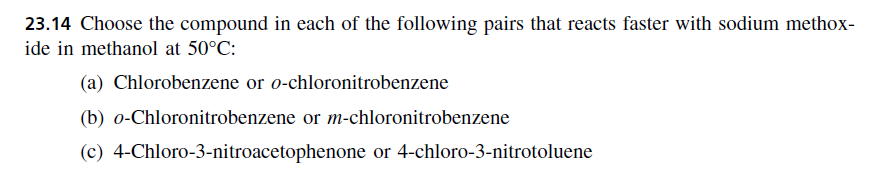 23.14 Choose the compound in each of the following pairs that reacts faster with sodium methox-
ide in methanol at 50°C:
(a) Chlorobenzene or o-chloronitrobenzene
(b) o-Chloronitrobenzene or m-chloronitrobenzene
(c) 4-Chloro-3-nitroacetophenone or 4-chloro-3-nitrotoluene